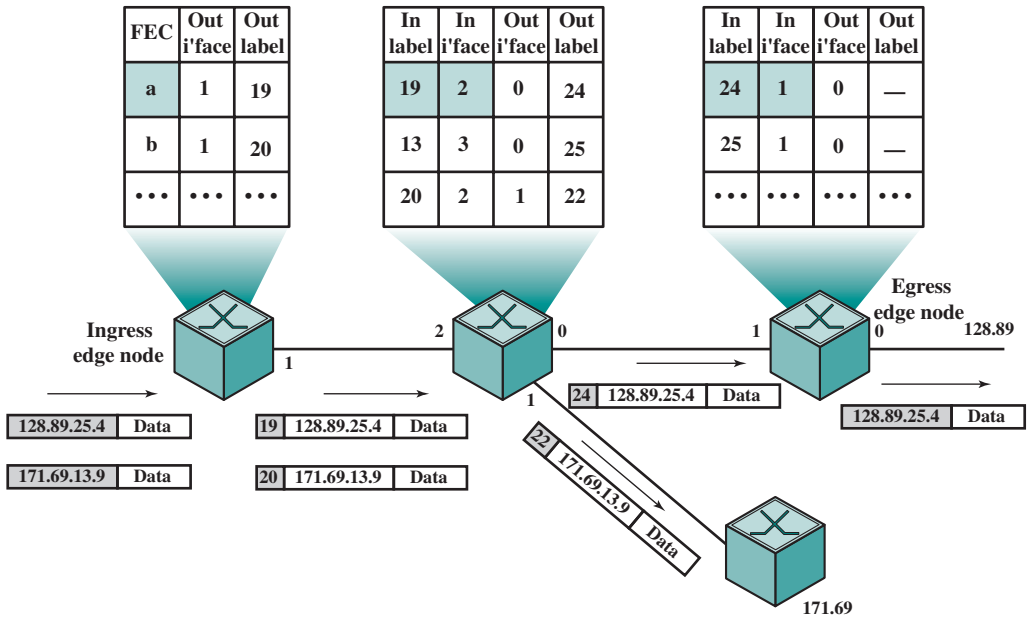 FEC Out i'face Out label
a 1 19
b 1 20
••• ••• •••
In label In i'face Out i'face Out label
19 2 0 24
13 3 0 25
20 2 1 22
In label In i'face Out i'face Out label
24 1 0 —
25 1 0 —
••• ••• ••• •••
Ingress
edge node
1
2
0
1
1
Egress
edge node
0
128.89
128.89.25.4 Data
171.69.13.9 Data
19 128.89.25.4 Data
20 171.69.13.9 Data
24 128.89.25.4 Data
22 171.69.13.9 Data
128.89.25.4 Data
171.69